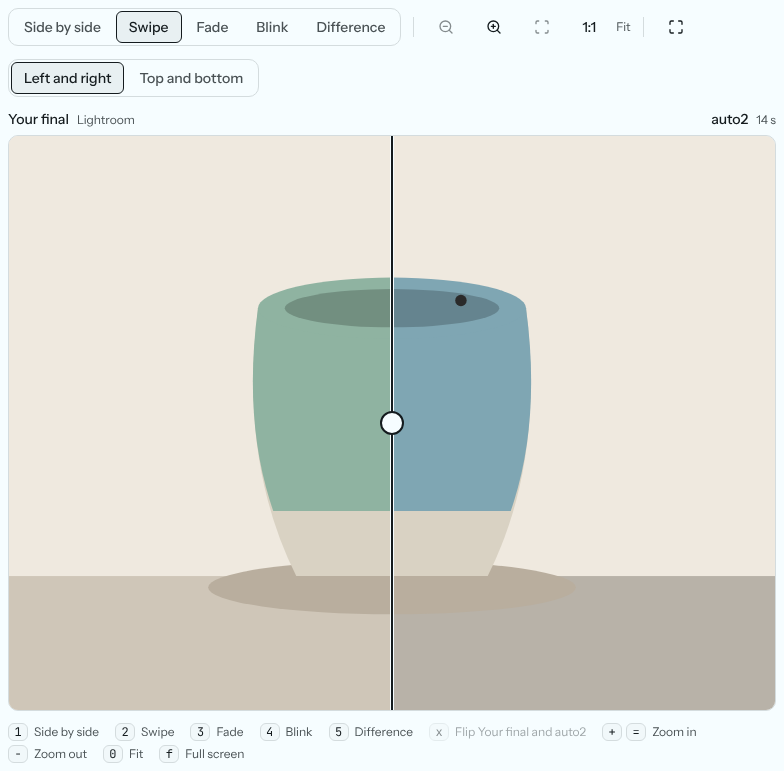 Side by side Swipe Fade Blink Difference 1:1 Fit
Left and right Top and bottom
Your final Lightroom auto2 14 s
1 Side by side 2 Swipe 3 Fade 4 Blink 5 Difference x Flip Your final and auto2 + = Zoom in
- Zoom out 0 Fit f Full screen